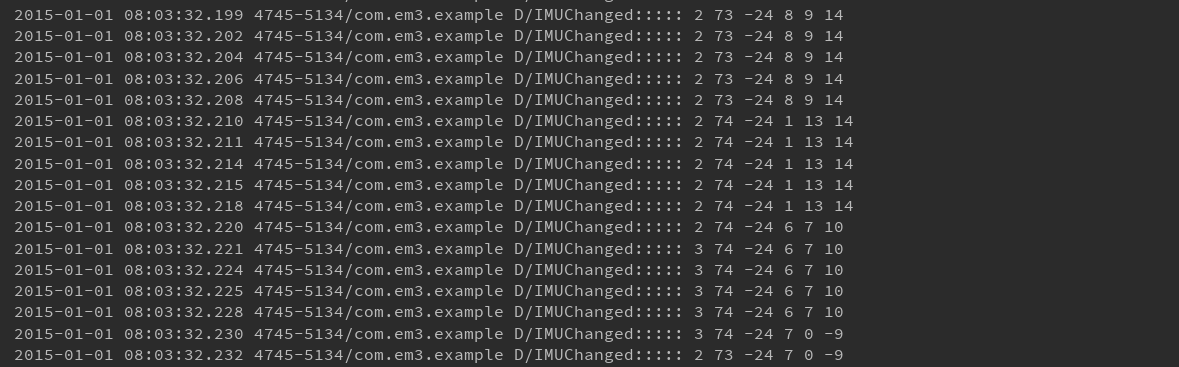 2015-01-01 08:03:32.199 4745-5134/com.em3.example D/IMUChanged::::: 2 73 -24 8 9 14
2015-01-01 08:03:32.202 4745-5134/com.em3.example D/IMUChanged::::: 2 73 -24 8 9 14
2015-01-01 08:03:32.204 4745-5134/com.em3.example D/IMUChanged::::: 2 73 -24 8 9 14
2015-01-01 08:03:32.206 4745-5134/com.em3.example D/IMUChanged::::: 2 73 -24 8 9 14
2015-01-01 08:03:32.208 4745-5134/com.em3.example D/IMUChanged::::: 2 73 -24 8 9 14
2015-01-01 08:03:32.210 4745-5134/com.em3.example D/IMUChanged::::: 2 74 -24 1 13 14
2015-01-01 08:03:32.211 4745-5134/com.em3.example D/IMUChanged::::: 2 74 -24 1 13 14
2015-01-01 08:03:32.214 4745-5134/com.em3.example D/IMUChanged::::: 2 74 -24 1 13 14
2015-01-01 08:03:32.215 4745-5134/com.em3.example D/IMUChanged::::: 2 74 -24 1 13 14
2015-01-01 08:03:32.218 4745-5134/com.em3.example D/IMUChanged::::: 2 74 -24 1 13 14
2015-01-01 08:03:32.220 4745-5134/com.em3.example D/IMUChanged::::: 2 74 -24 6 7 10
2015-01-01 08:03:32.221 4745-5134/com.em3.example D/IMUChanged::::: 3 74 -24 6 7 10
2015-01-01 08:03:32.224 4745-5134/com.em3.example D/IMUChanged::::: 3 74 -24 6 7 10
2015-01-01 08:03:32.225 4745-5134/com.em3.example D/IMUChanged::::: 3 74 -24 6 7 10
2015-01-01 08:03:32.228 4745-5134/com.em3.example D/IMUChanged::::: 3 74 -24 6 7 10
2015-01-01 08:03:32.230 4745-5134/com.em3.example D/IMUChanged::::: 3 74 -24 7 0 -9
2015-01-01 08:03:32.232 4745-5134/com.em3.example D/IMUChanged::::: 2 73 -24 7 0 -9